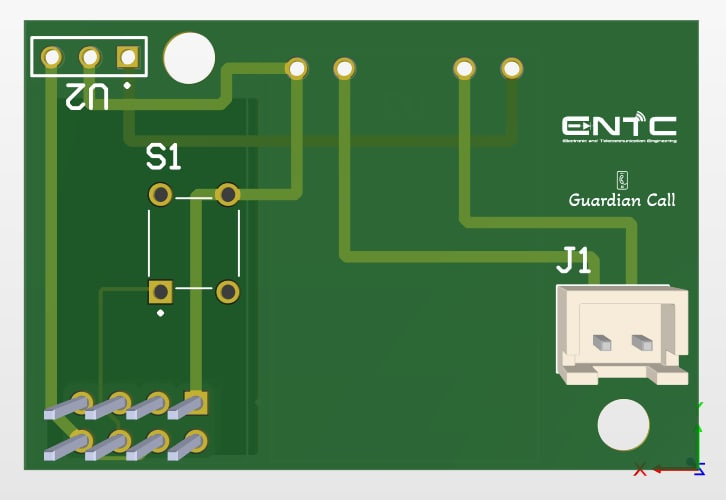 U2
S1
ENTC
Electronic and Telecommunication Engineering
Guardian Call
J1
Y
X
Z